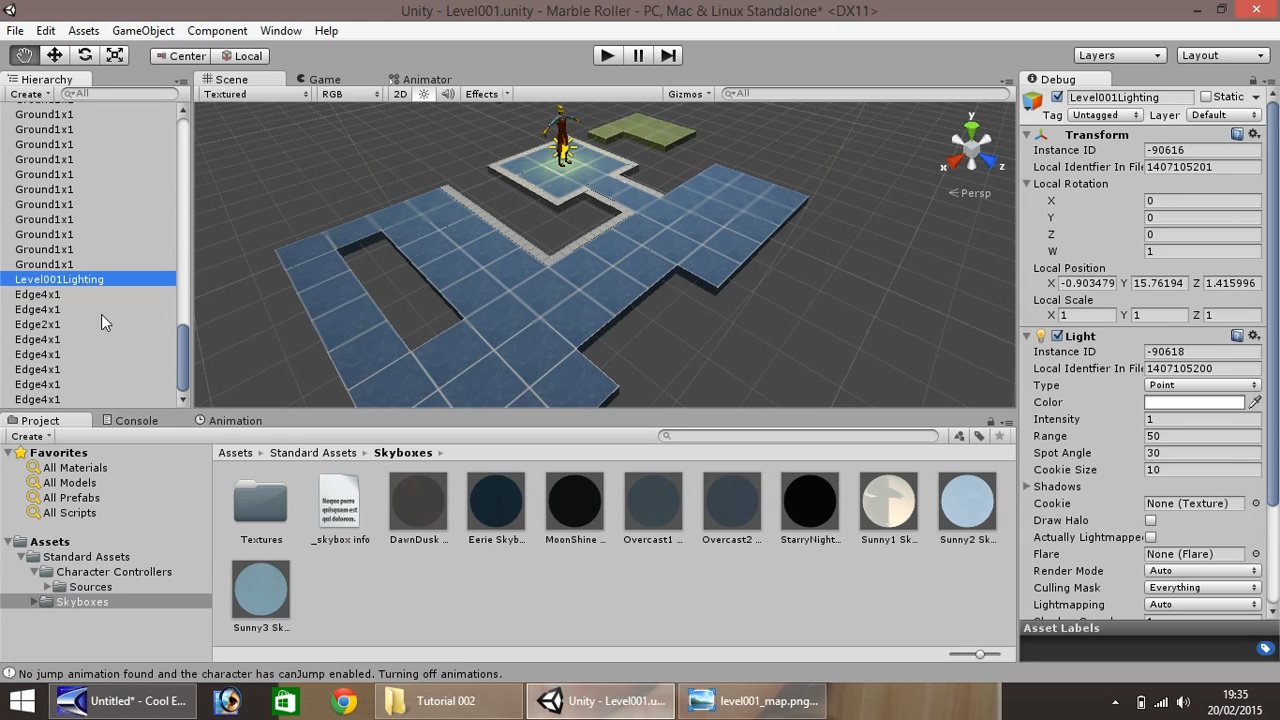 Unity - Level001.unity - Marble Roller - PC, Mac & Linux Standalone* <DX11>
File Edit Assets GameObject Component Window Help
Center Local Layers Layout
Hierarchy Scene Game Animator Debug
Create All Textured RGB 2D Effects Gizmos All Level001Lighting Static
Tag Untagged Layer Default
Ground1x1
Ground1x1
Ground1x1
Ground1x1
Ground1x1
Ground1x1
Ground1x1
Ground1x1
Ground1x1
Ground1x1
Ground1x1
Level001Lighting
Edge4x1
Edge4x1
Edge2x1
Edge4x1
Edge4x1
Edge4x1
Edge4x1
Edge4x1
y
x
z
Persp
Transform
Instance ID -90616
Local Identfier In File 1407105201
Local Rotation
X 0
Y 0
Z 0
W 1
Local Position
X -0.903479 Y 15.76194 Z 1.415996
Local Scale
X 1 Y 1 Z 1
Light
Instance ID -90618
Local Identfier In File 1407105200
Type Point
Color
Intensity 1
Range 50
Spot Angle 30
Cookie Size 10
Shadows
Cookie None (Texture)
Draw Halo
Actually Lightmapped
Flare None (Flare)
Render Mode Auto
Culling Mask Everything
Lightmapping Auto
Asset Labels
Project Console Animation
Create
Favorites
All Materials
All Models
All Prefabs
All Scripts
Assets
Standard Assets
Character Controllers
Sources
Skyboxes
Assets Standard Assets Skyboxes
Neque porro quisquam est qui dolorem.
Textures _skybox info DawnDusk ... Eerie Skyb... MoonShine ... Overcast1 ... Overcast2 ... StarryNight... Sunny1 Sk... Sunny2 Sk...
Sunny3 Sk...
No jump animation found and the character has canJump enabled. Turning off animations.
Untitled* - Cool E... Tutorial 002 Unity - Level001.u... level001_map.png...
19:35
20/02/2015